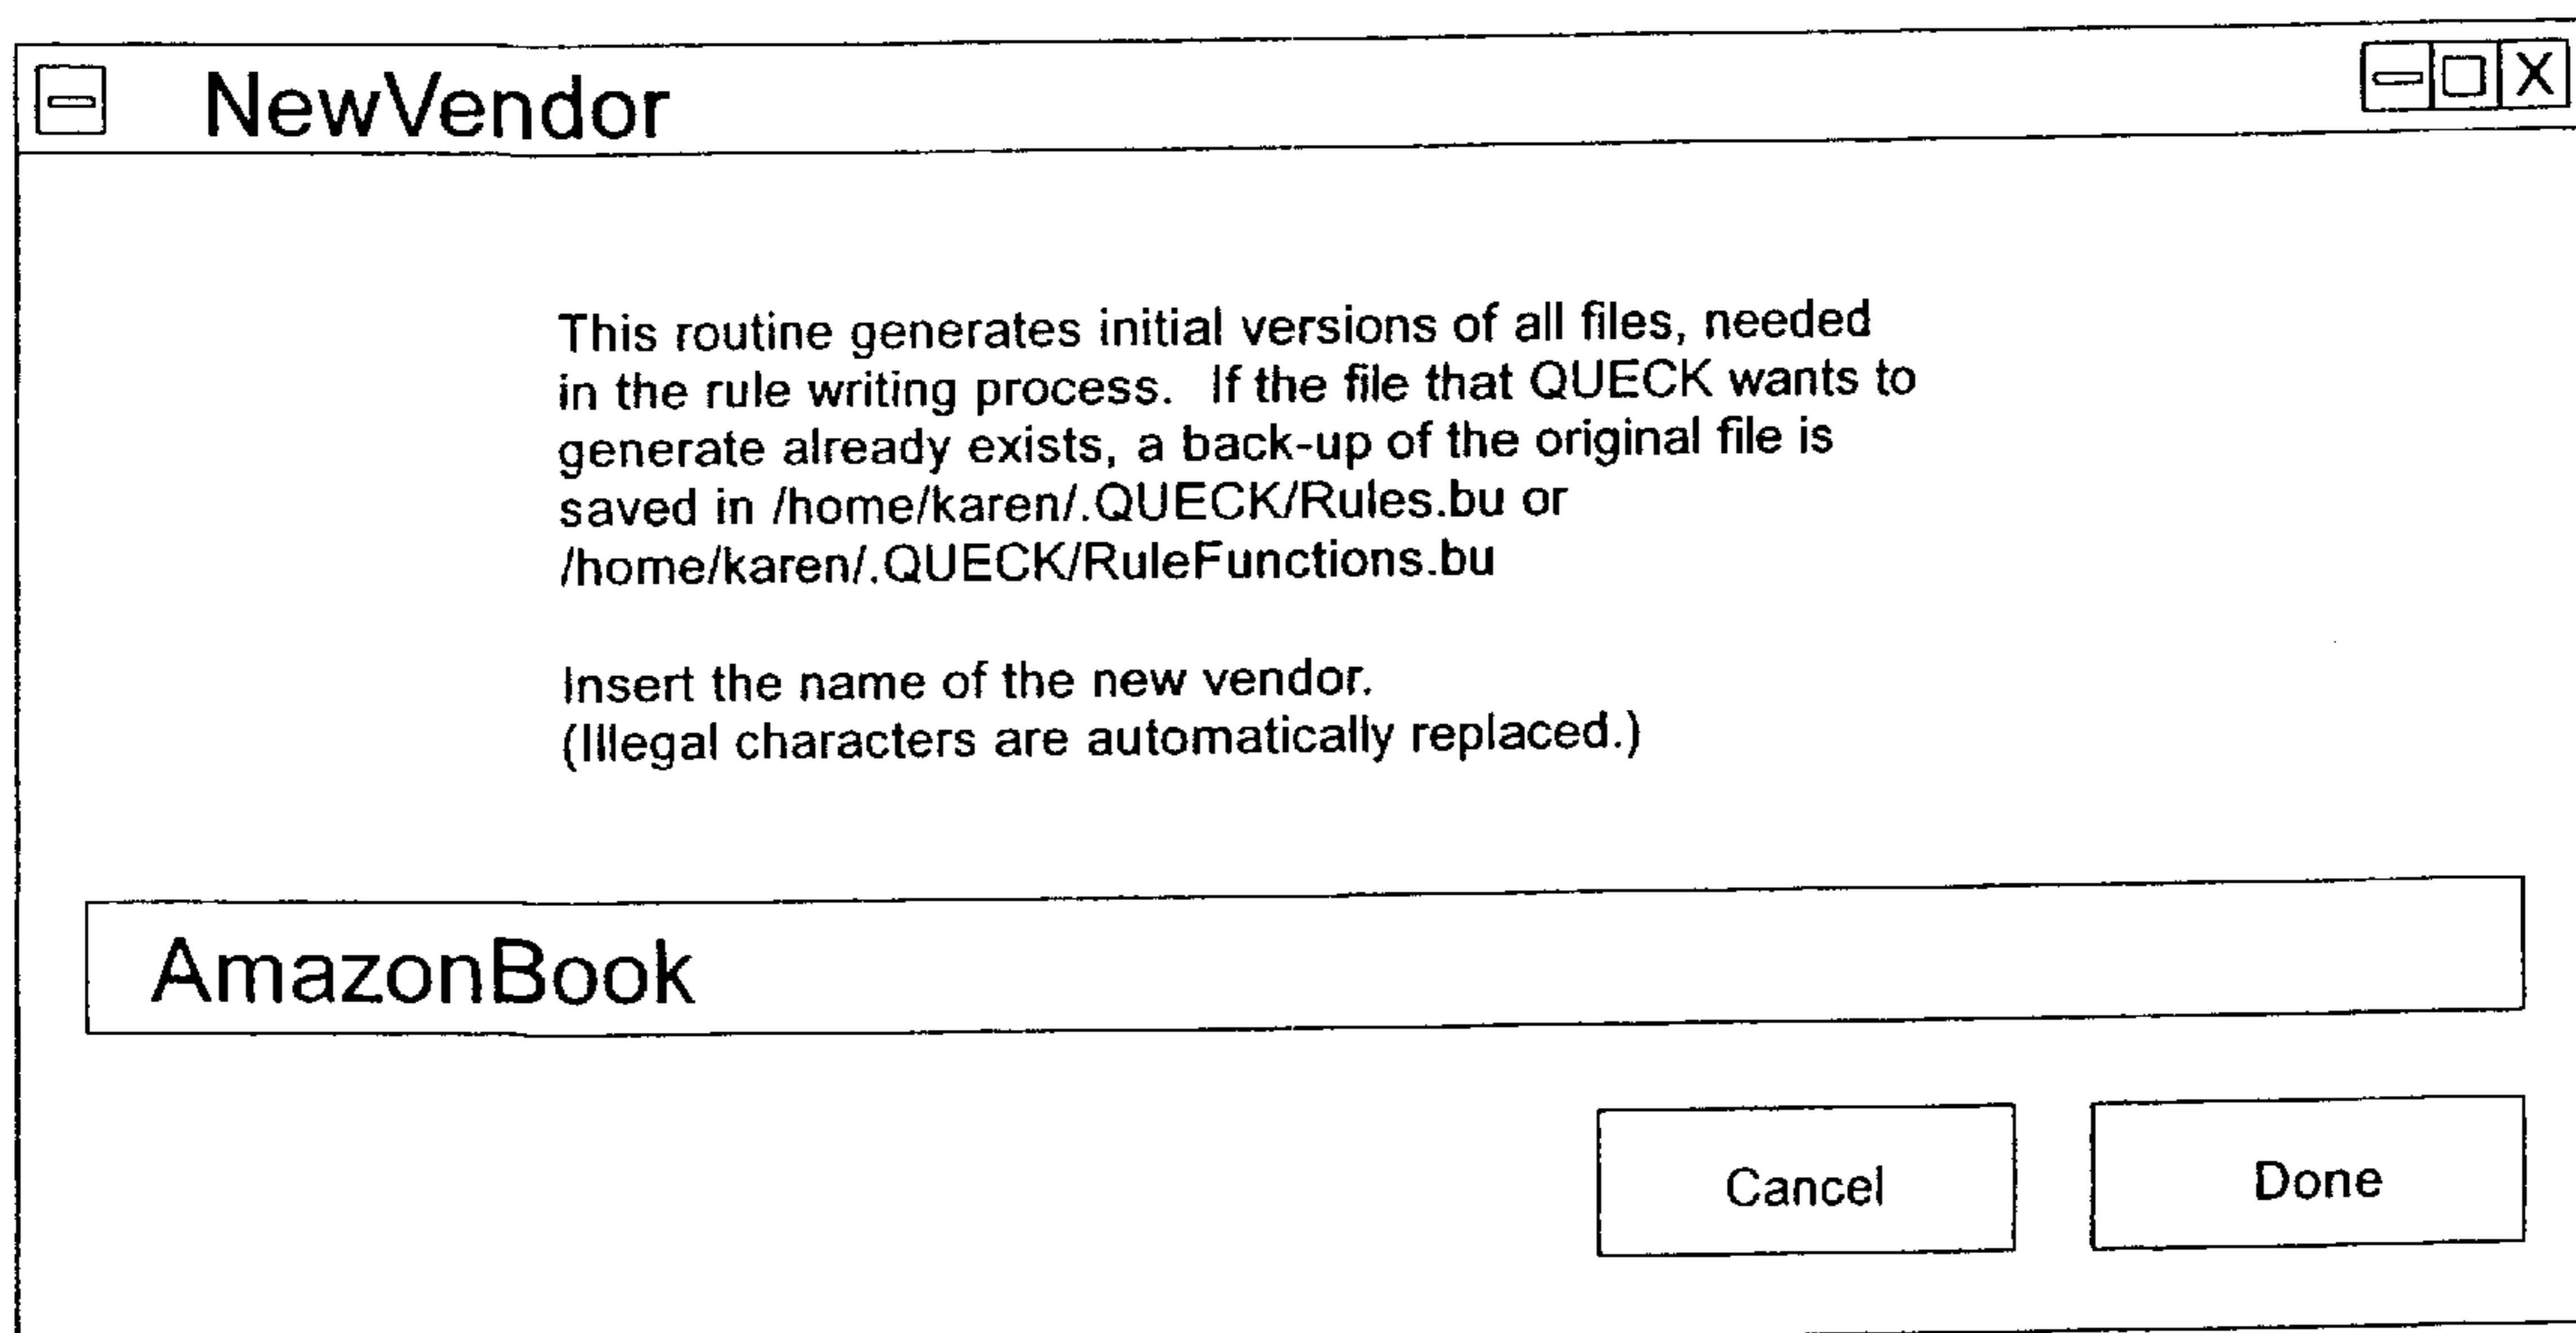 NewVendor
This routine generates initial versions of all files, needed
in the rule writing process. If the file that QUECK wants to
generate already exists, a back-up of the original file is
saved in /home/karen/.QUECK/Rules.bu or
/home/karen/.QUECK/RuleFunctions.bu
Insert the name of the new vendor.
(Illegal characters are automatically replaced.)
AmazonBook
Cancel Done